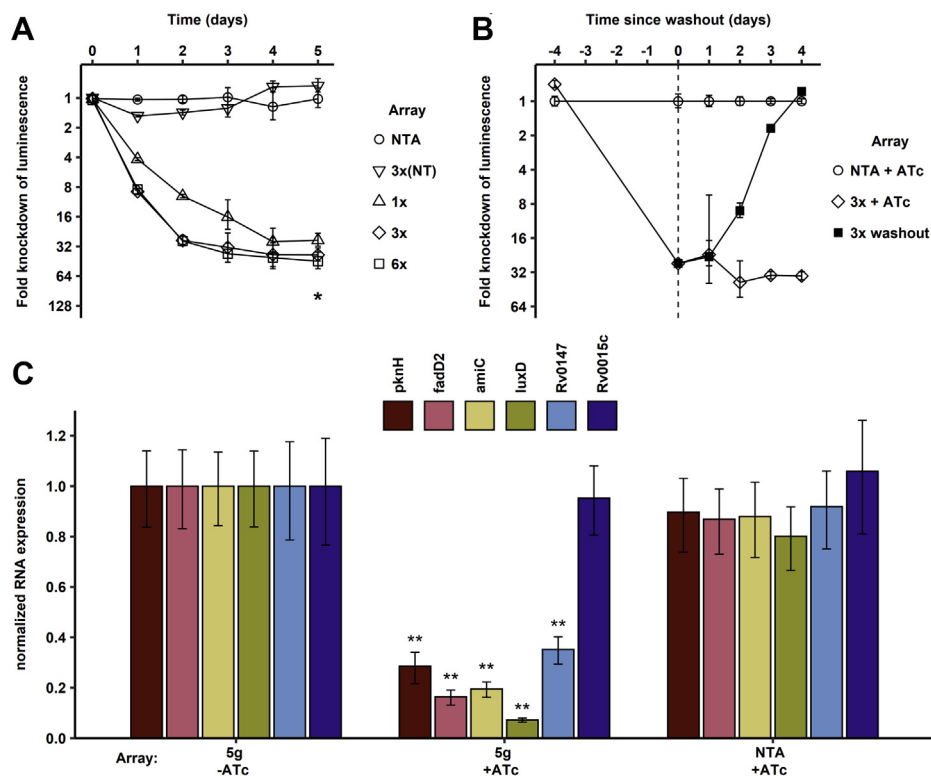 A
Time (days)
0 1 2 3 4 5
Fold knockdown of luminescence
1
2
4
8
16
32
64
128
*
Array
NTA
3x(NT)
1x
3x
6x
B
Time since washout (days)
-4 -3 -2 -1 -1 0 1 2 3 4
Fold knockdown of luminescence
1
2
4
8
16
32
64
Array
NTA + ATc
3x + ATc
3x washout
C
pknH
fadD2
amiC
luxD
Rv0147
Rv0015c
normalized RNA expression
1.2
1.0
0.8
0.6
0.4
0.2
0.0
** ** ** ** **
Array: 5g 5g NTA
-ATc +ATc +ATc